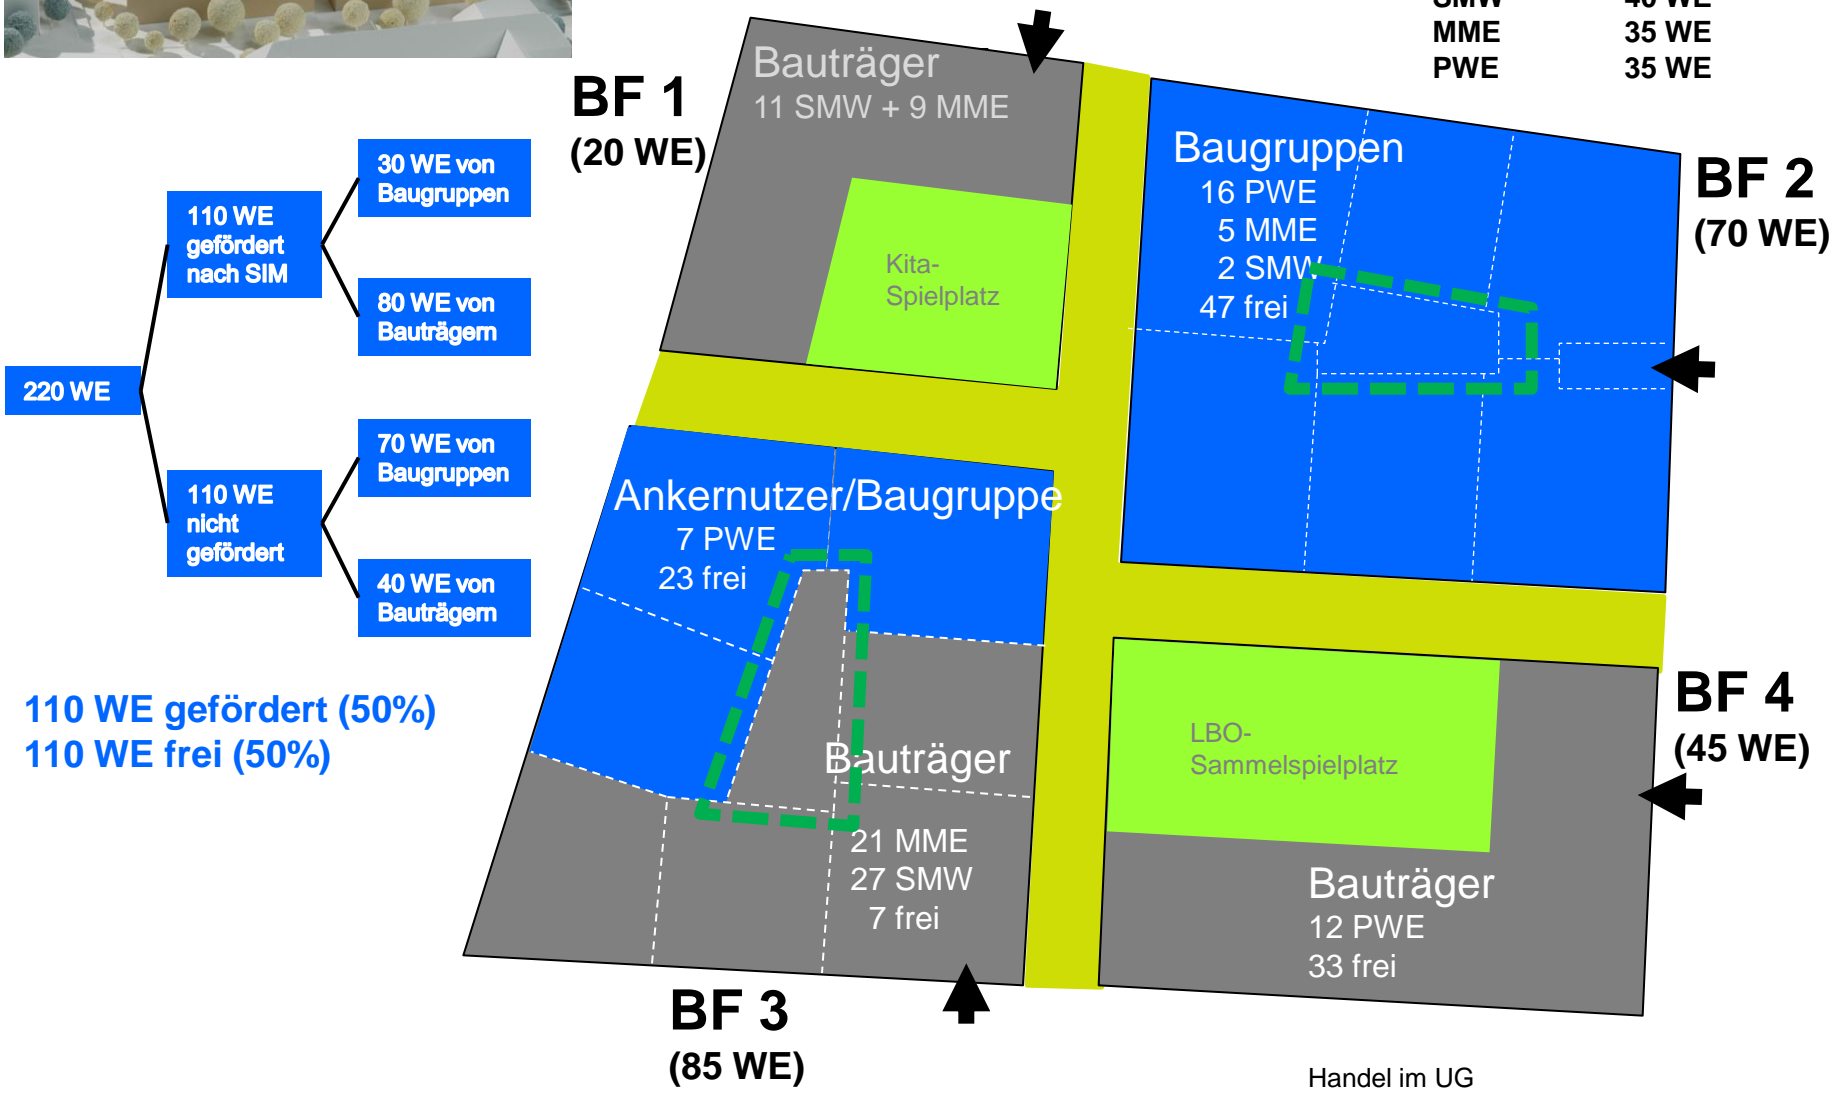 SMW 40 WE
MME 35 WE
PWE 35 WE
BF 1
(20 WE)
Bauträger
11 SMW + 9 MME
Kita-
Spielplatz
Baugruppen
16 PWE
5 MME
2 SMW
47 frei
BF 2
(70 WE)
30 WE von
Baugruppen
110 WE
gefördert
nach SIM
80 WE von
Bauträgern
220 WE
70 WE von
Baugruppen
110 WE
nicht
gefördert
40 WE von
Bauträgern
110 WE gefördert (50%)
110 WE frei (50%)
Ankernutzer/Baugruppe
7 PWE
23 frei
Bauträger
21 MME
27 SMW
7 frei
BF 3
(85 WE)
LBO-
Sammelspielplatz
BF 4
(45 WE)
Bauträger
12 PWE
33 frei
Handel im UG